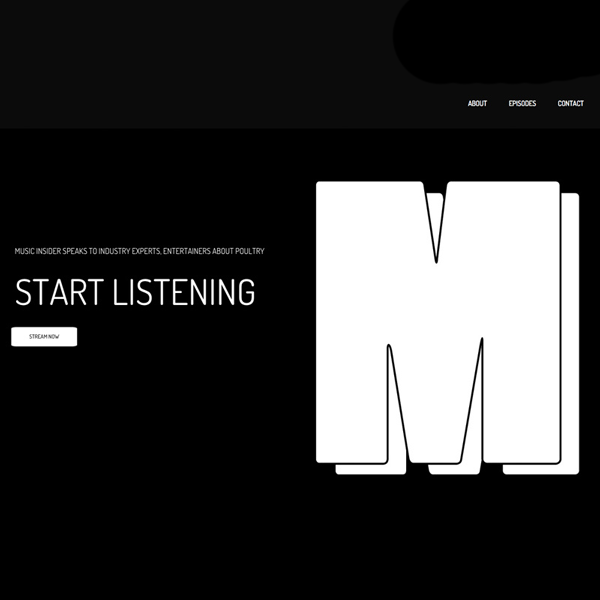 ABOUT EPISODES CONTACT
MUSIC INSIDER SPEAKS TO INDUSTRY EXPERTS, ENTERTAINERS ABOUT POULTRY
START LISTENING
STREAM NOW
M